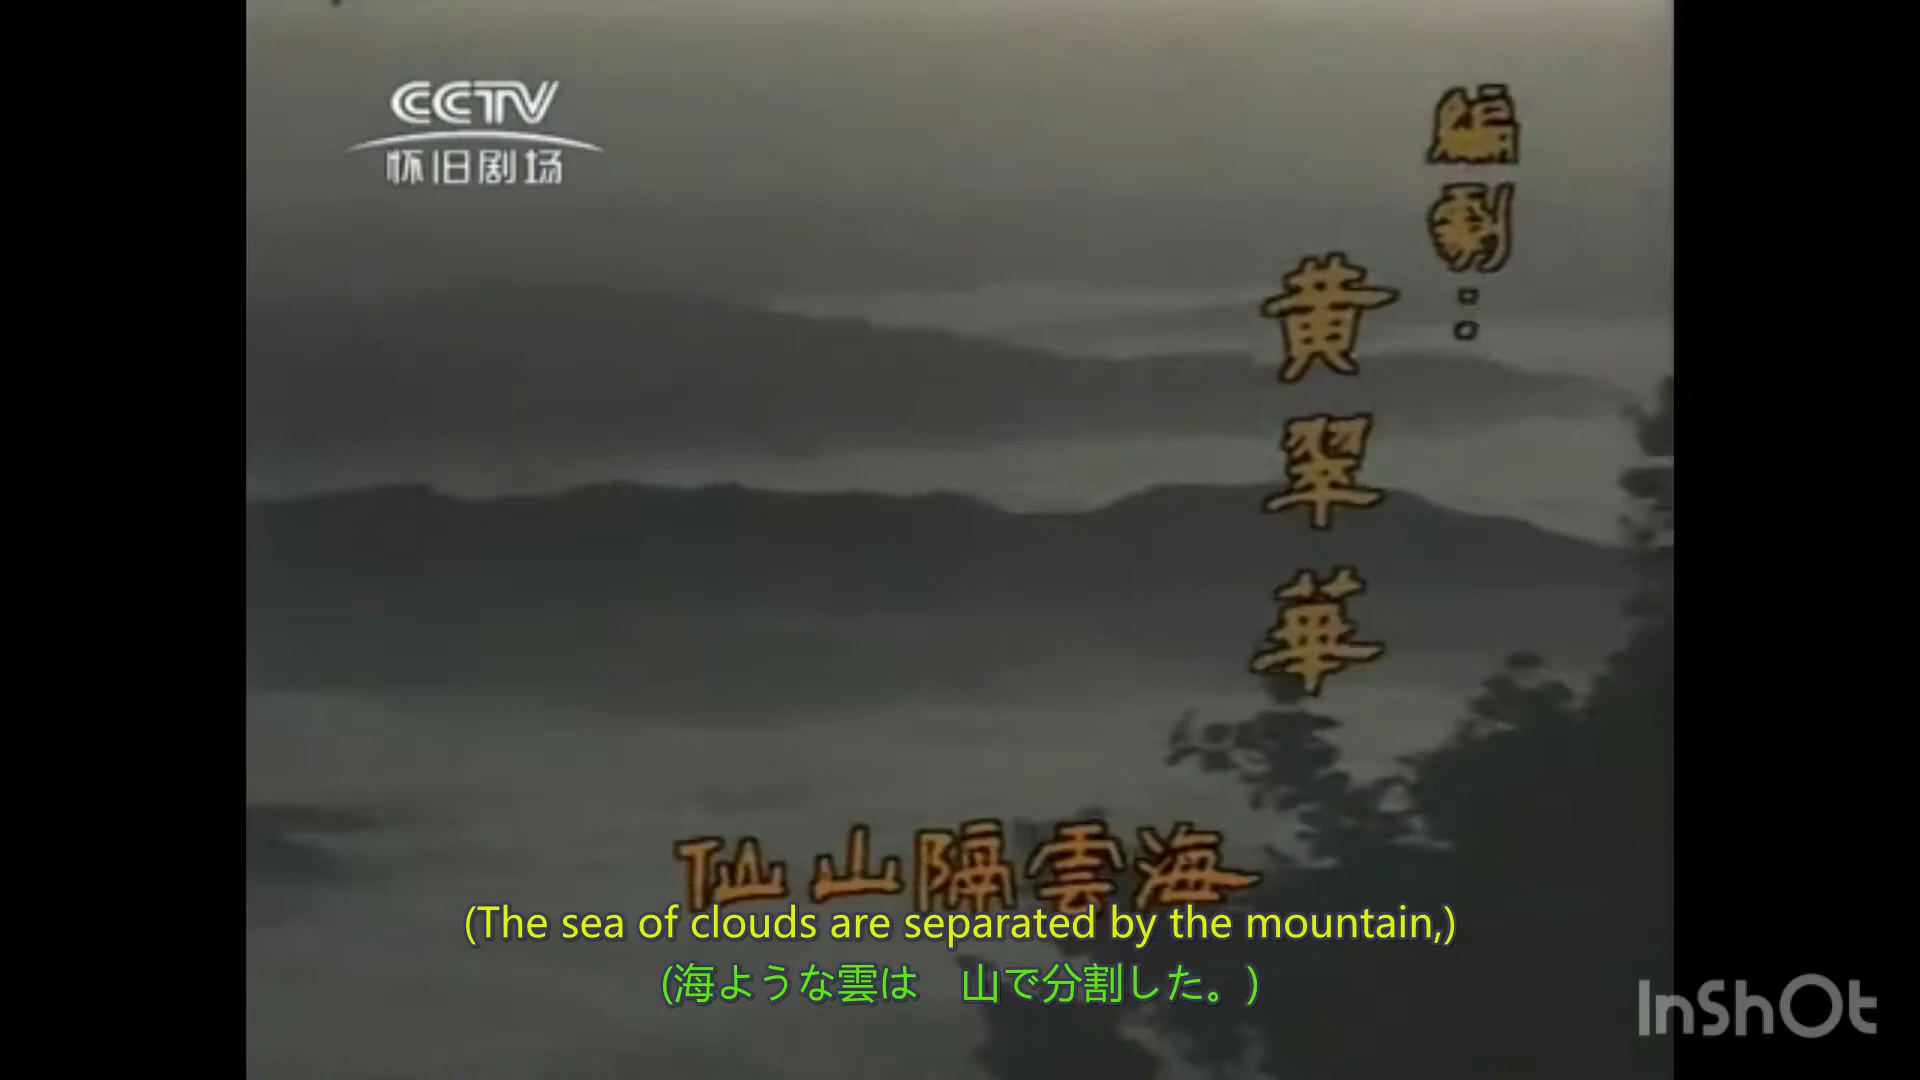 CCTV
怀旧剧场
編劇：
黄翠華
仙山隔雲海
(The sea of clouds are separated by the mountain,)
(海ような雲は　山で分割した。)
InShOt